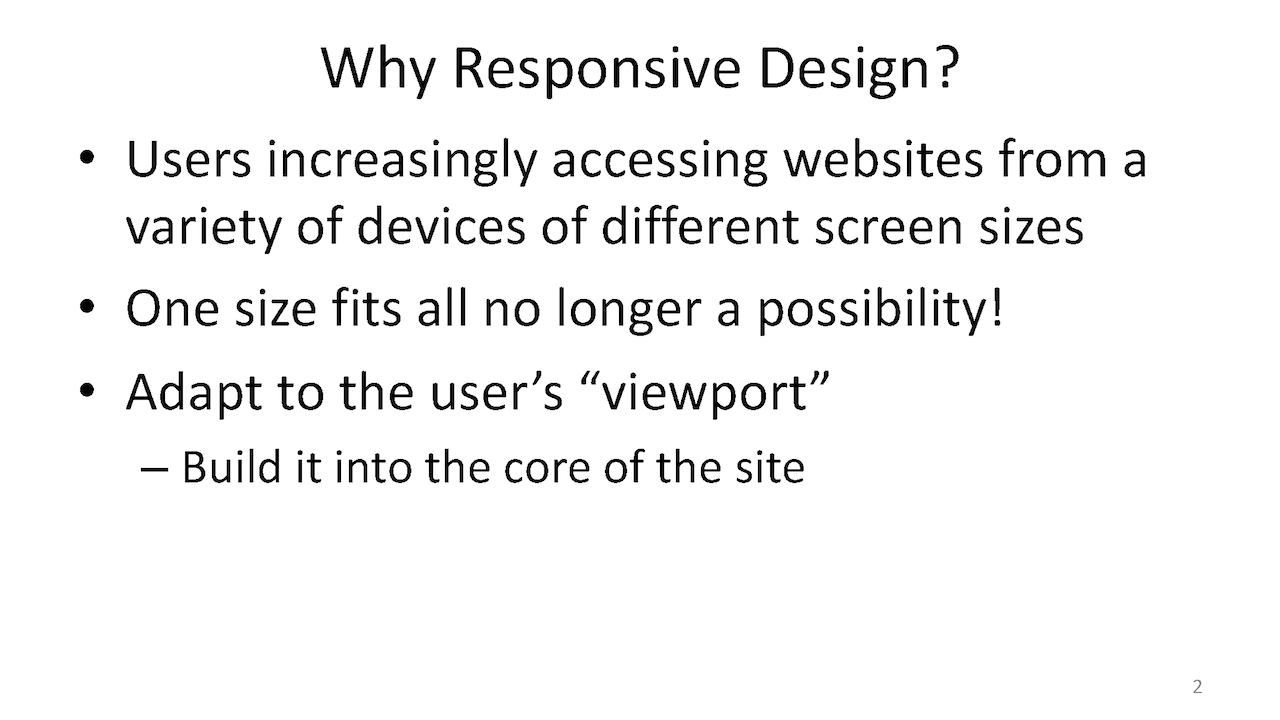 Why Responsive Design?
• Users increasingly accessing websites from a
variety of devices of different screen sizes
• One size fits all no longer a possibility!
• Adapt to the user’s “viewport”
– Build it into the core of the site
2